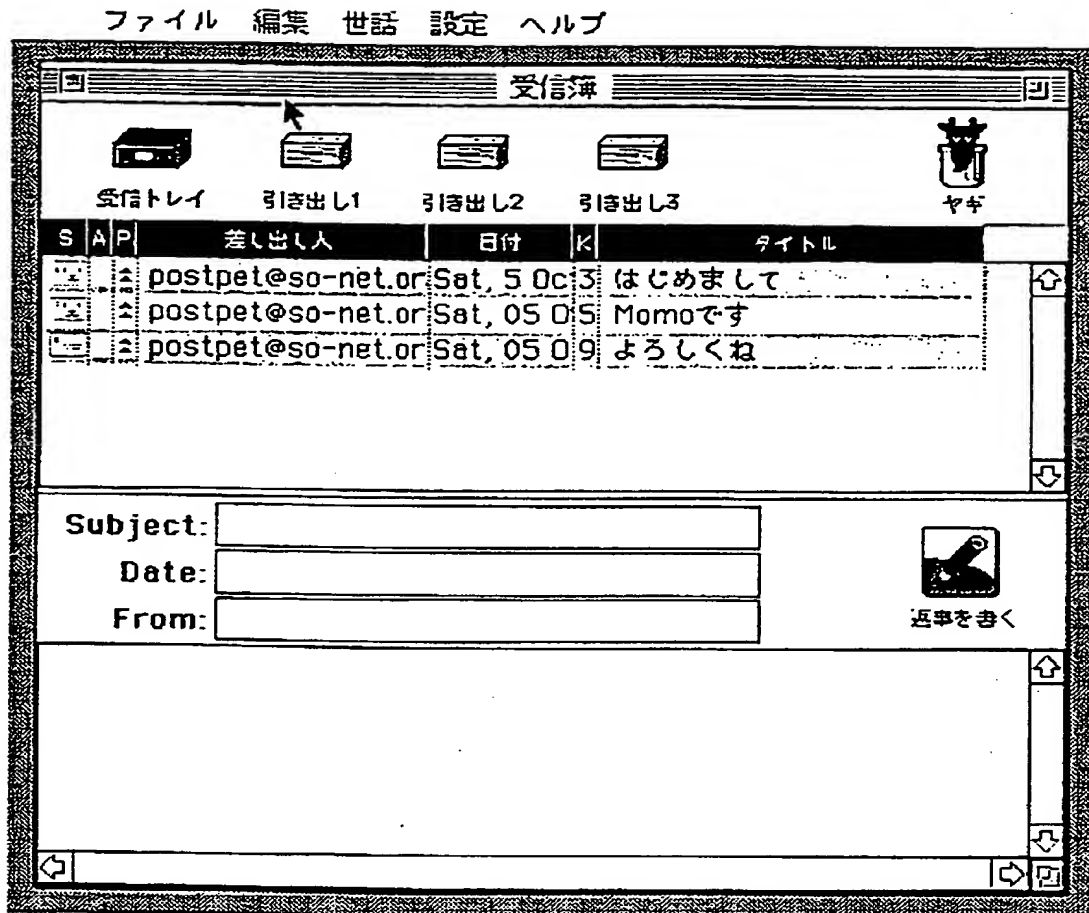 ファイル 編集 世話 設定 ヘルプ
受信簿
受信トレイ 引き出し1 引き出し2 引き出し3 ヤギ
S A P 差し出し人 日付 K タイトル
postpet@so-net.or Sat, 5 Oc 3 はじめまして
postpet@so-net.or Sat, 05 O 5 Momoです
postpet@so-net.or Sat, 05 O 9 よろしくね
Subject:
Date:
From:
返事を書く